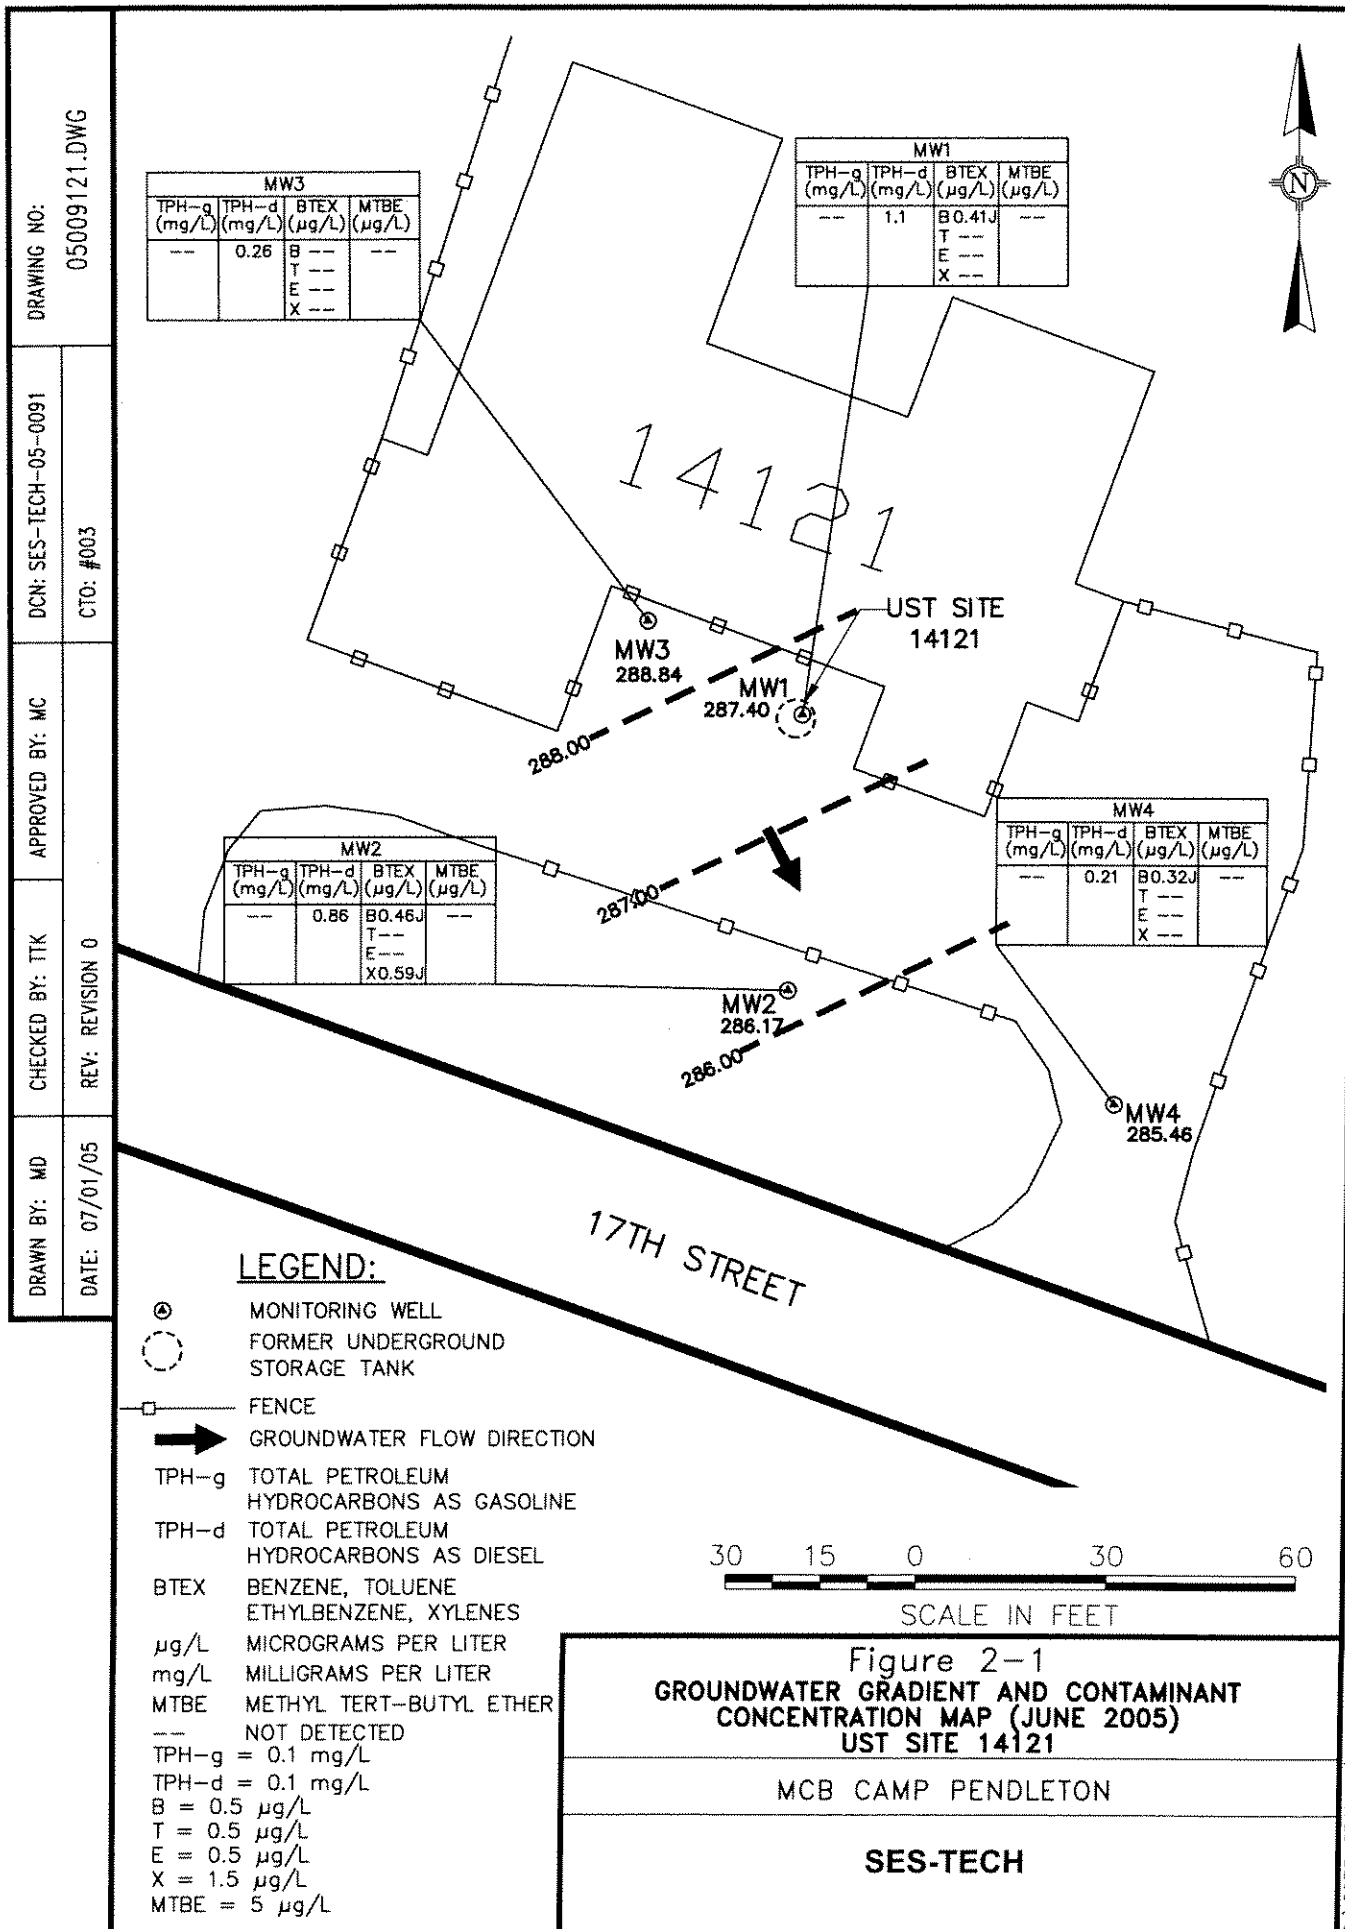 DRAWING NO:
05009121.DWG
DCN: SES-TECH-05-0091
CTO: #003
APPROVED BY: MC
CHECKED BY: TTK
REV: REVISION 0
DRAWN BY: MD
DATE: 07/01/05
MW3
TPH-g (mg/L) TPH-d (mg/L) BTEX (µg/L) MTBE (µg/L)
-- 0.26 B -- --
T --
E --
X --
MW1
TPH-g (mg/L) TPH-d (mg/L) BTEX (µg/L) MTBE (µg/L)
-- 1.1 B 0.41J --
T --
E --
X --
N
14121
UST SITE
14121
MW3
288.84
MW1
287.40
288.00
287.00
MW2
TPH-g (mg/L) TPH-d (mg/L) BTEX (µg/L) MTBE (µg/L)
-- 0.86 B0.46J --
T--
E--
X0.59J
MW4
TPH-g (mg/L) TPH-d (mg/L) BTEX (µg/L) MTBE (µg/L)
-- 0.21 B0.32J --
T --
E --
X --
MW2
286.17
286.00
MW4
285.46
17TH STREET
LEGEND:
MONITORING WELL
FORMER UNDERGROUND
STORAGE TANK
FENCE
GROUNDWATER FLOW DIRECTION
TPH-g TOTAL PETROLEUM
HYDROCARBONS AS GASOLINE
TPH-d TOTAL PETROLEUM
HYDROCARBONS AS DIESEL
BTEX BENZENE, TOLUENE
ETHYLBENZENE, XYLENES
µg/L MICROGRAMS PER LITER
mg/L MILLIGRAMS PER LITER
MTBE METHYL TERT-BUTYL ETHER
-- NOT DETECTED
TPH-g = 0.1 mg/L
TPH-d = 0.1 mg/L
B = 0.5 µg/L
T = 0.5 µg/L
E = 0.5 µg/L
X = 1.5 µg/L
MTBE = 5 µg/L
30 15 0 30 60
SCALE IN FEET
Figure 2-1
GROUNDWATER GRADIENT AND CONTAMINANT
CONCENTRATION MAP (JUNE 2005)
UST SITE 14121
MCB CAMP PENDLETON
SES-TECH